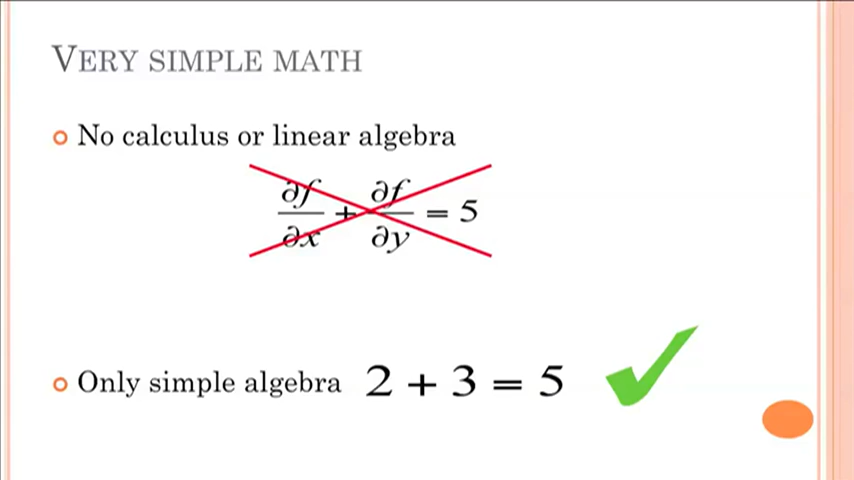 VERY SIMPLE MATH
No calculus or linear algebra
∂f/∂x + ∂f/∂y = 5
Only simple algebra 2 + 3 = 5